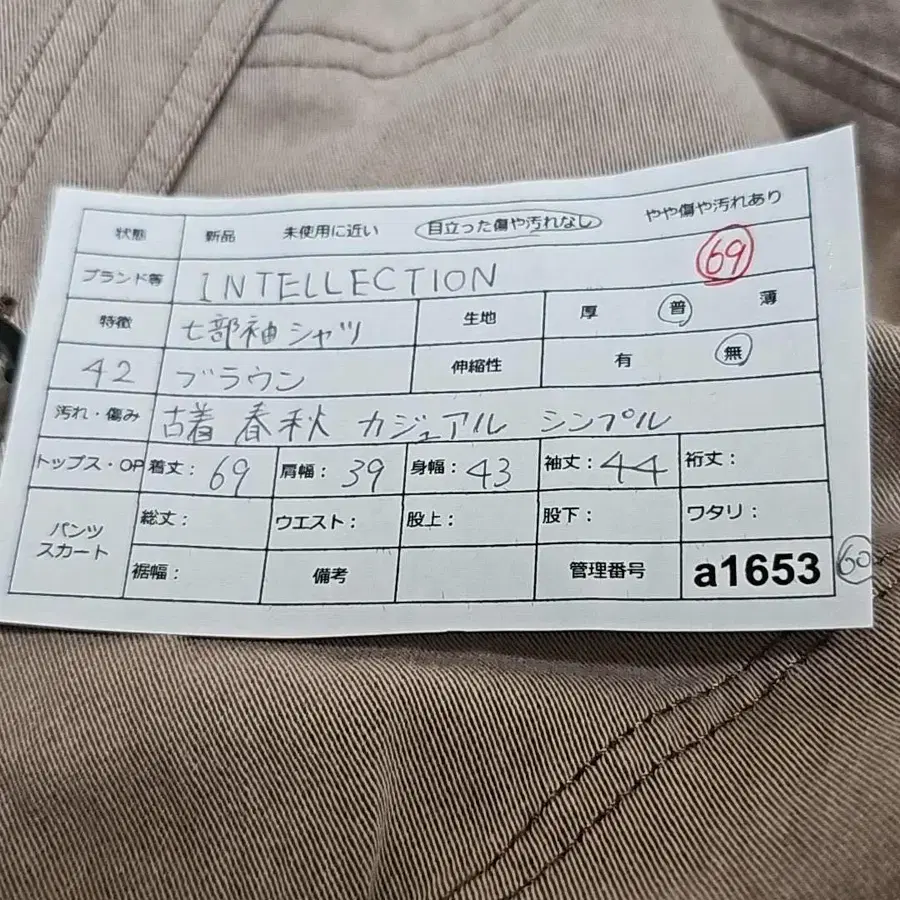 状態 新品 未使用に近い 目立った傷や汚れなし やや傷や汚れあり
ブランド等 INTELLECTION 69
特徴 七部袖シャツ 生地 厚 普 薄
42 ブラウン 伸縮性 有 無
汚れ・傷み 古着 春秋 カジュアル シンプル
トップス・OP 着丈:69 肩幅:39 身幅:43 袖丈:44 裄丈:
パンツ スカート 総丈: ウエスト: 股上: 股下: ワタリ:
裾幅: 備考 管理番号 a1653 60